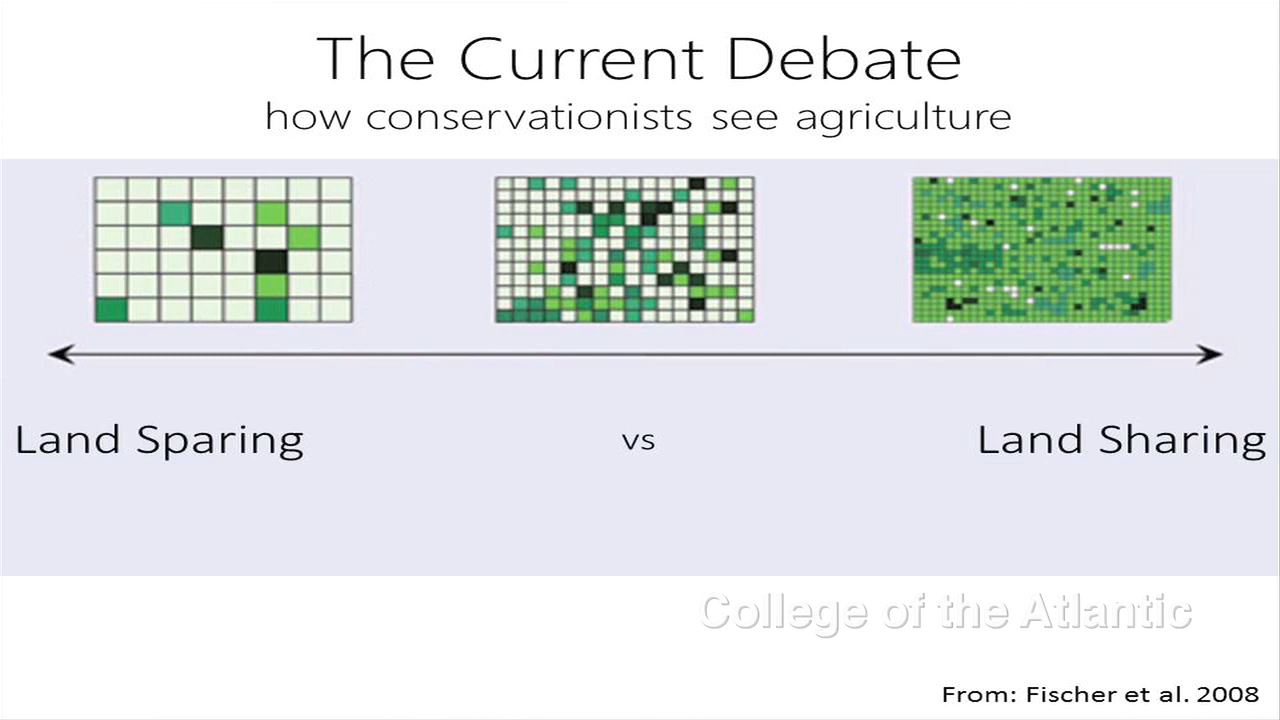 The Current Debate
how conservationists see agriculture
Land Sparing
vs
Land Sharing
College of the Atlantic
From: Fischer et al. 2008